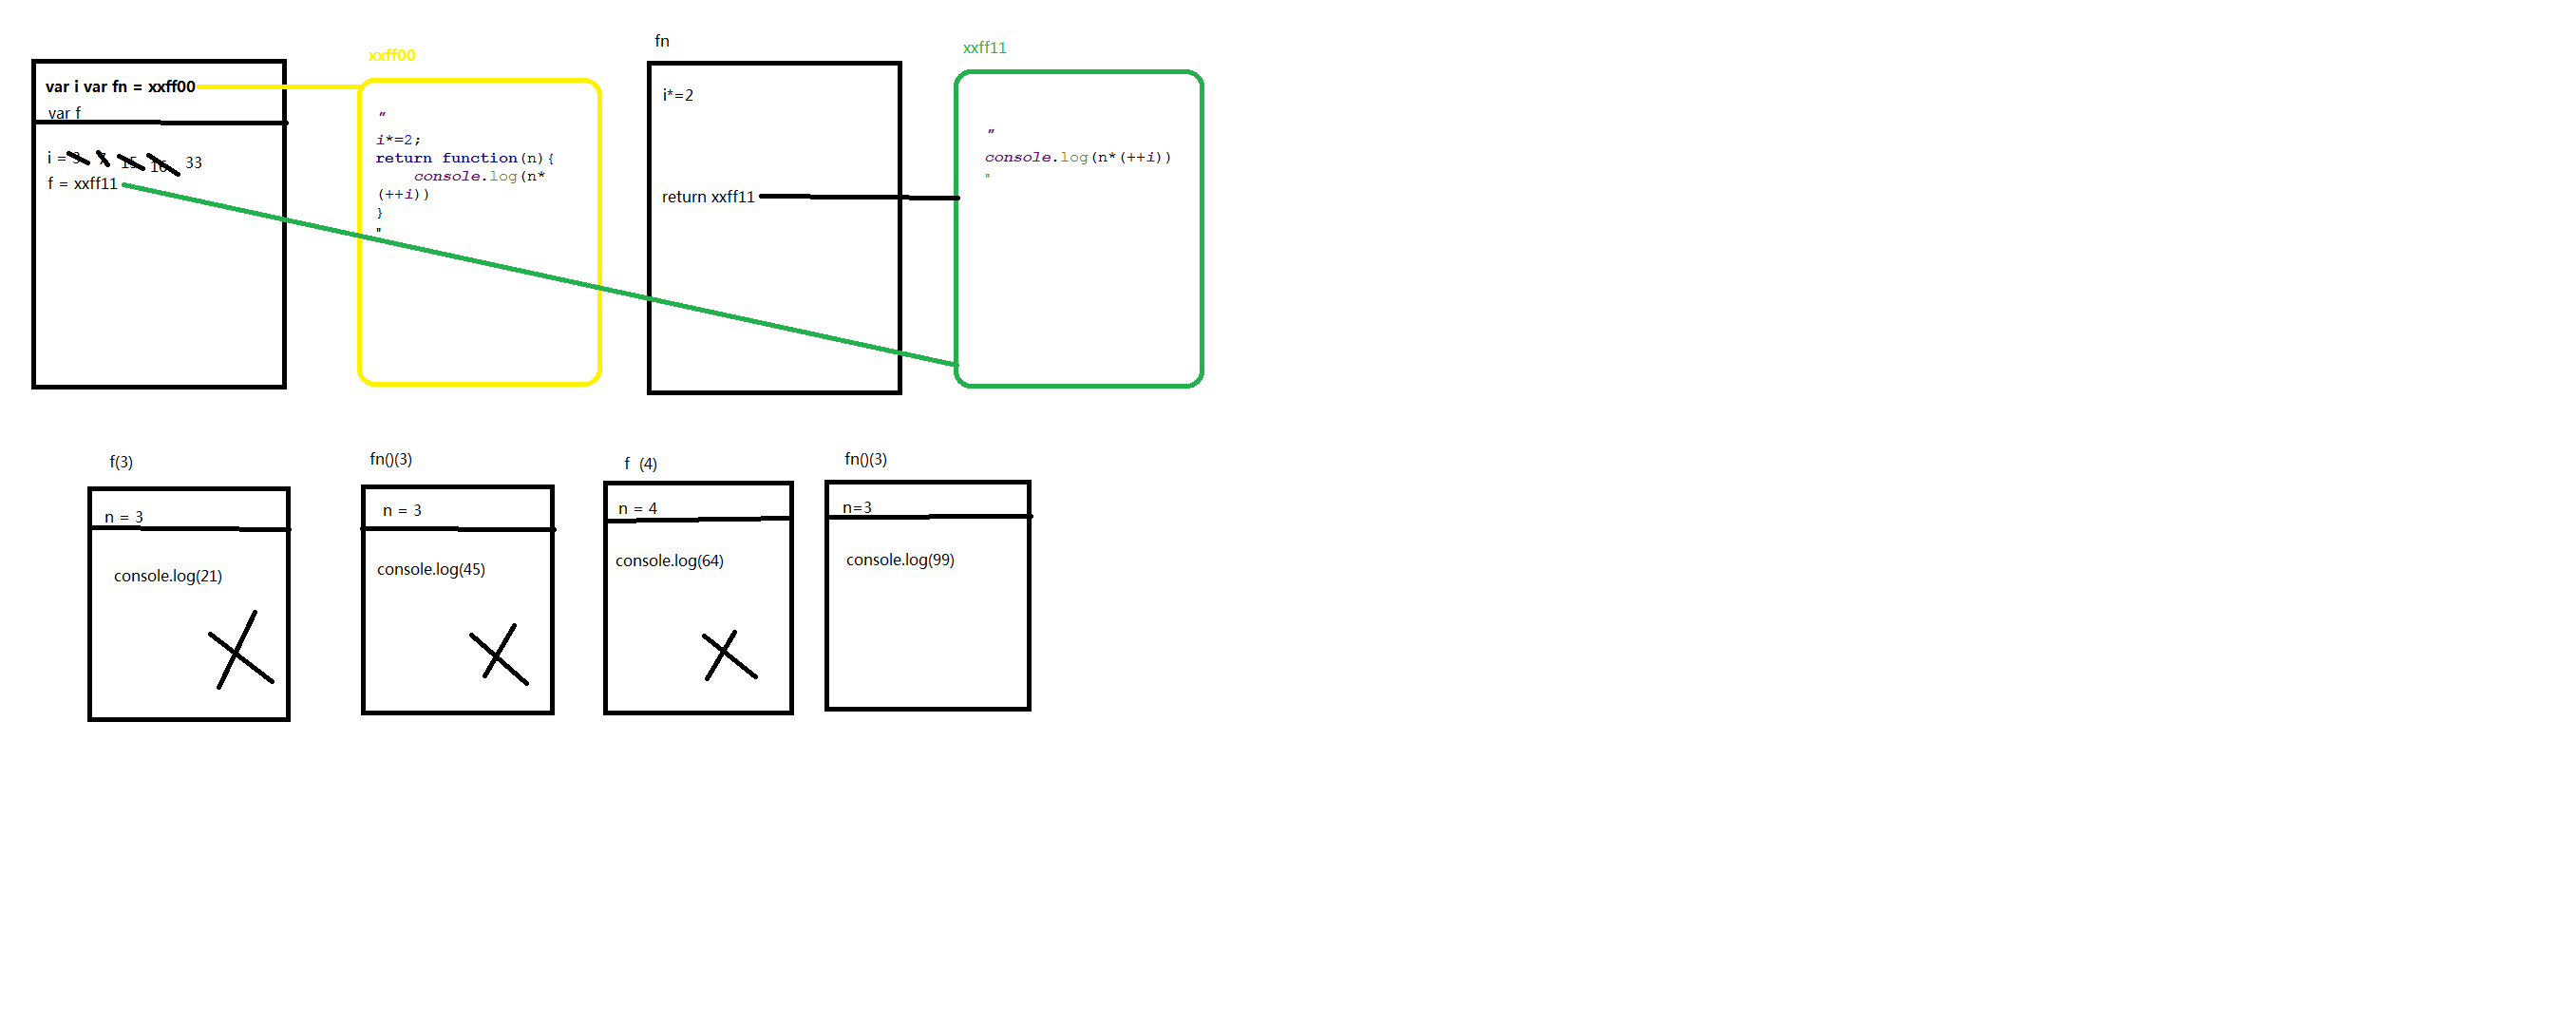 var i var fn = xxff00
var f
i = 3 7 15 16 33
f = xxff11
xxff00
"
i*=2;
return function(n){
console.log(n*
(++i))
}
"
fn
i*=2
return xxff11
xxff11
"
console.log(n*(++i))
"
f(3)
n = 3
console.log(21)
fn()(3)
n = 3
console.log(45)
f (4)
n = 4
console.log(64)
fn()(3)
n=3
console.log(99)